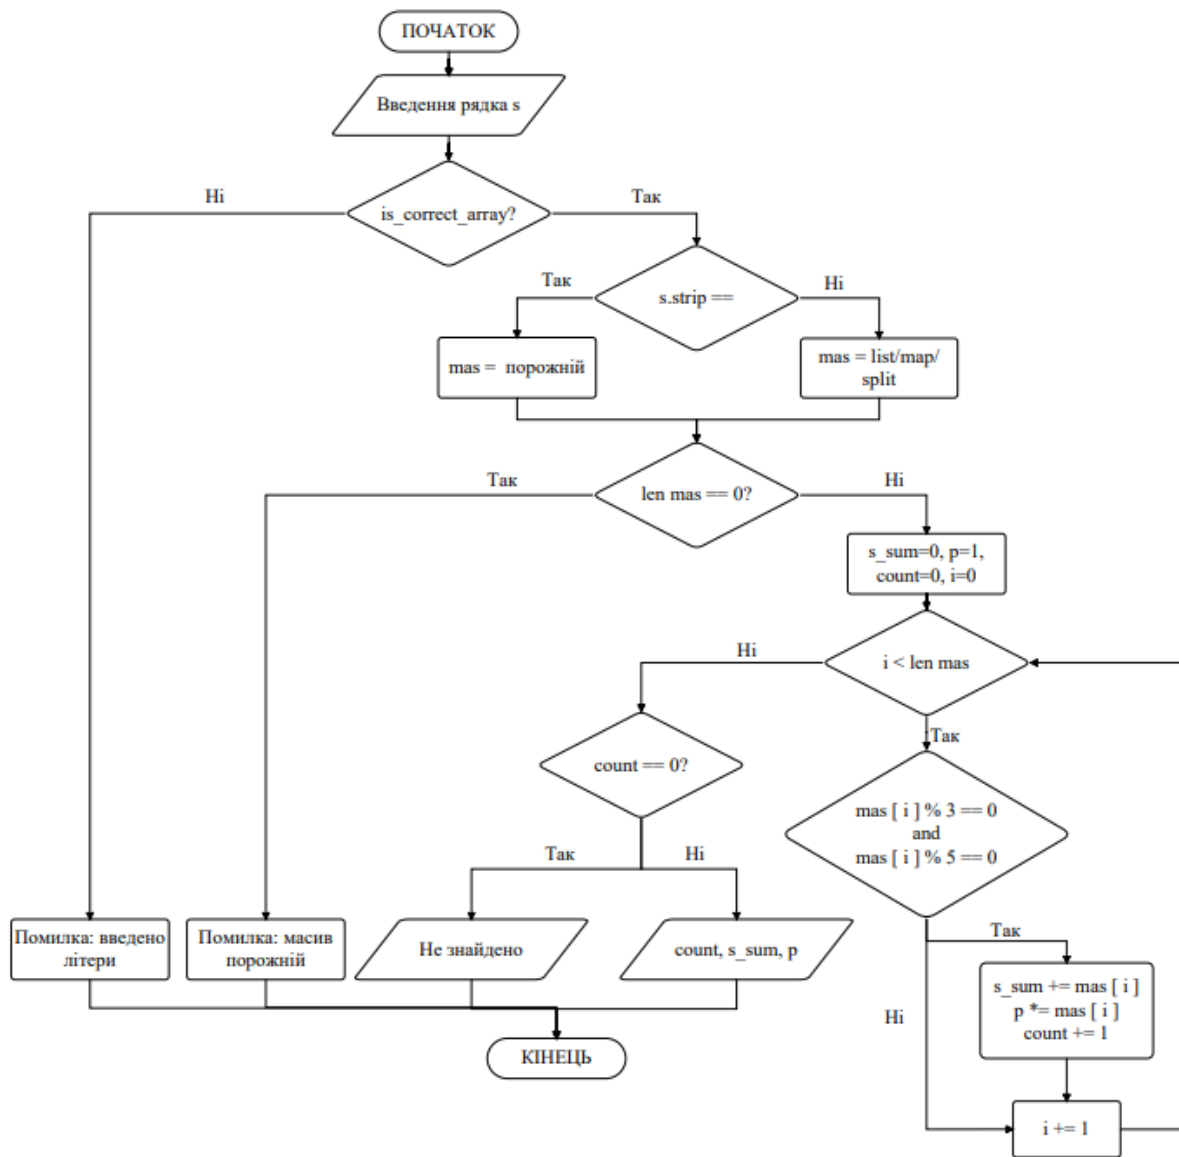 ПОЧАТОК
Введення рядка s
Ні
is_correct_array?
Так
Так
s.strip ==
Ні
mas =  порожній
mas = list/map/
split
Так
len mas == 0?
Ні
s_sum=0, p=1,
count=0, i=0
Ні
i < len mas
Так
count == 0?
mas [ i ] % 3 == 0
and
mas [ i ] % 5 == 0
Так
Ні
Помилка: введено
літери
Помилка: масив
порожній
Не знайдено
count, s_sum, p
Так
s_sum += mas [ i ]
p *= mas [ i ]
count += 1
Ні
КІНЕЦЬ
i += 1